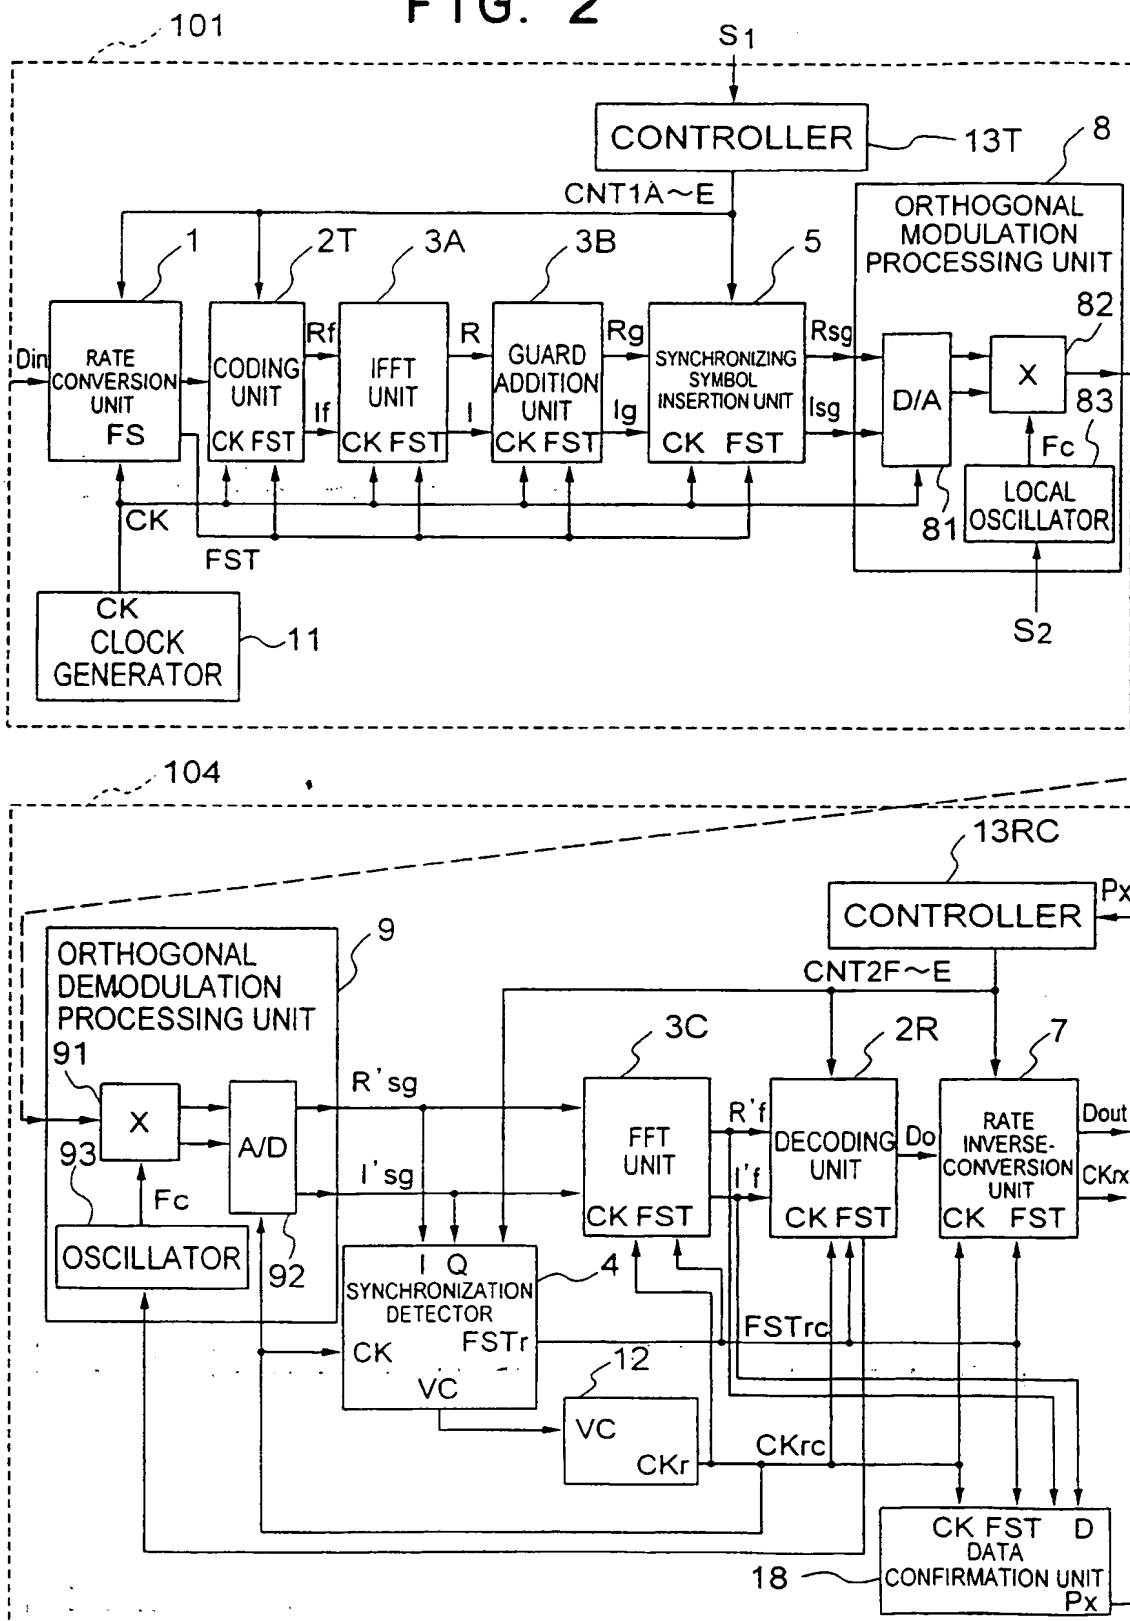 FIG. 2
101
S1
CONTROLLER
13T
8
CNT1A~E
ORTHOGONAL
MODULATION
PROCESSING UNIT
1
2T
3A
3B
5
82
Din
RATE
CONVERSION
UNIT
FS
CODING
UNIT
CK FST
Rf
If
IFFT
UNIT
CK FST
R
I
GUARD
ADDITION
UNIT
CK FST
Rg
Ig
SYNCHRONIZING
SYMBOL
INSERTION UNIT
CK FST
Rsg
Isg
D/A
X
83
Fc
LOCAL
OSCILLATOR
81
CK
FST
S2
CK
CLOCK
GENERATOR
11
104
13RC
CONTROLLER
Px
CNT2F~E
9
ORTHOGONAL
DEMODULATION
PROCESSING UNIT
91
X
A/D
93
Fc
OSCILLATOR
92
R'sg
I'sg
3C
FFT
UNIT
CK FST
R'f
I'f
2R
DECODING
UNIT
CK FST
Do
7
RATE
INVERSE-
CONVERSION
UNIT
CK FST
Dout
CKrx
I Q
4
SYNCHRONIZATION
DETECTOR
FSTr
CK
VC
FSTrc
12
VC
CKr
CKrc
CK FST D
DATA
CONFIRMATION UNIT
Px
18